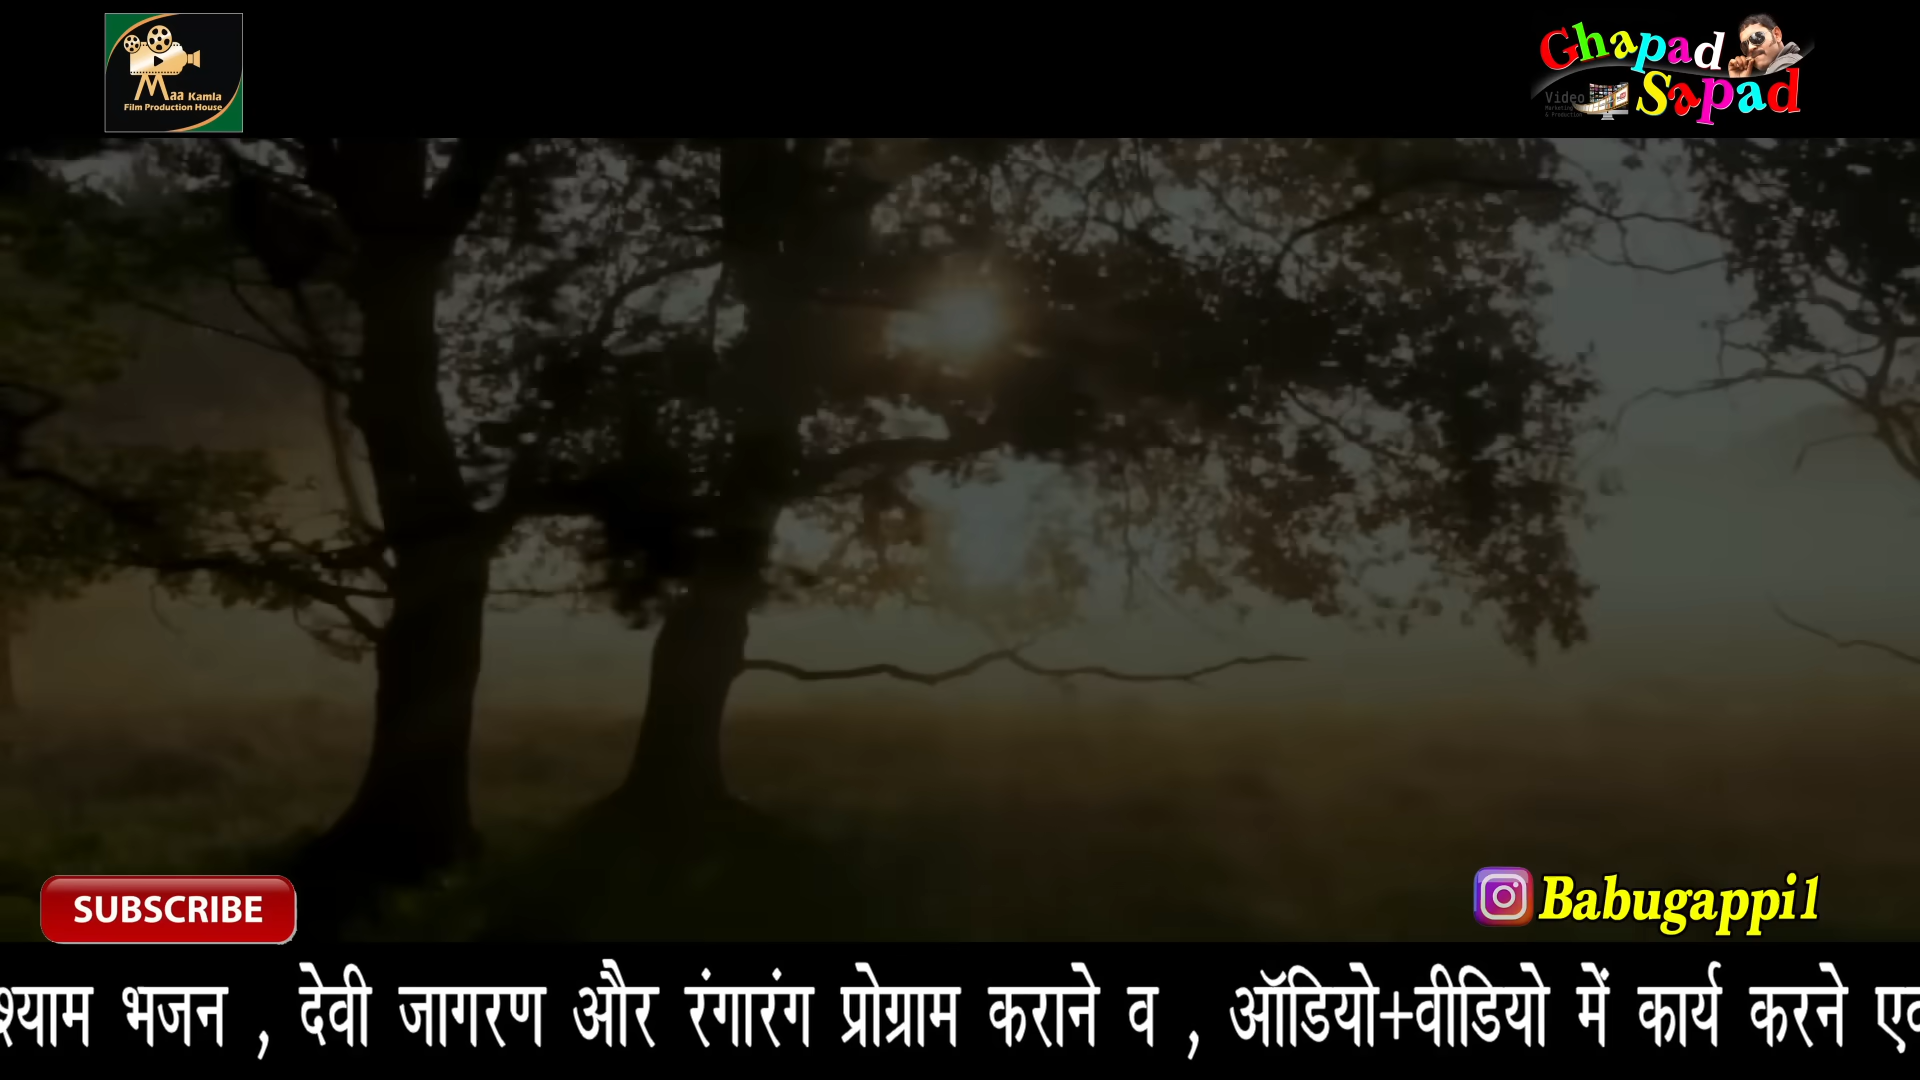 Maa Kamla
Film Production House
Ghapad
Sapad
Video
SUBSCRIBE
Babugappi1
श्याम भजन , देवी जागरण और रंगारंग प्रोग्राम कराने व , ऑडियो+वीडियो में कार्य करने